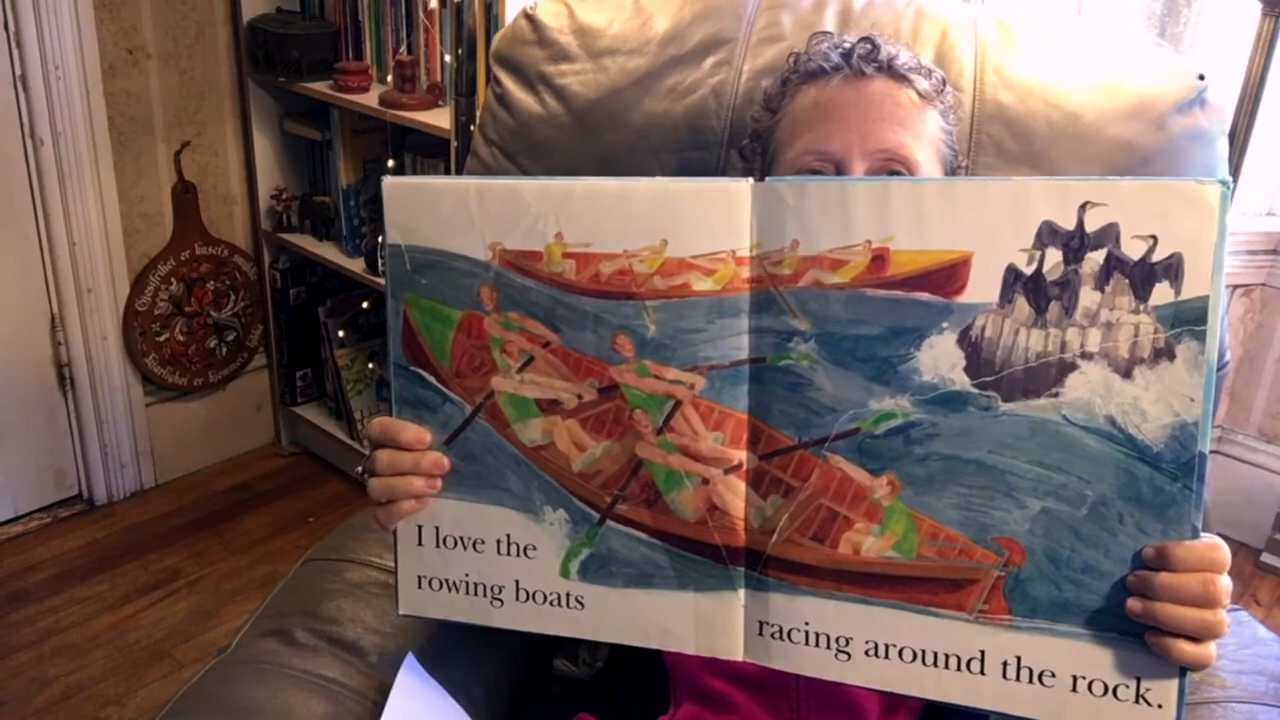 I love the
rowing boats
racing around the rock.